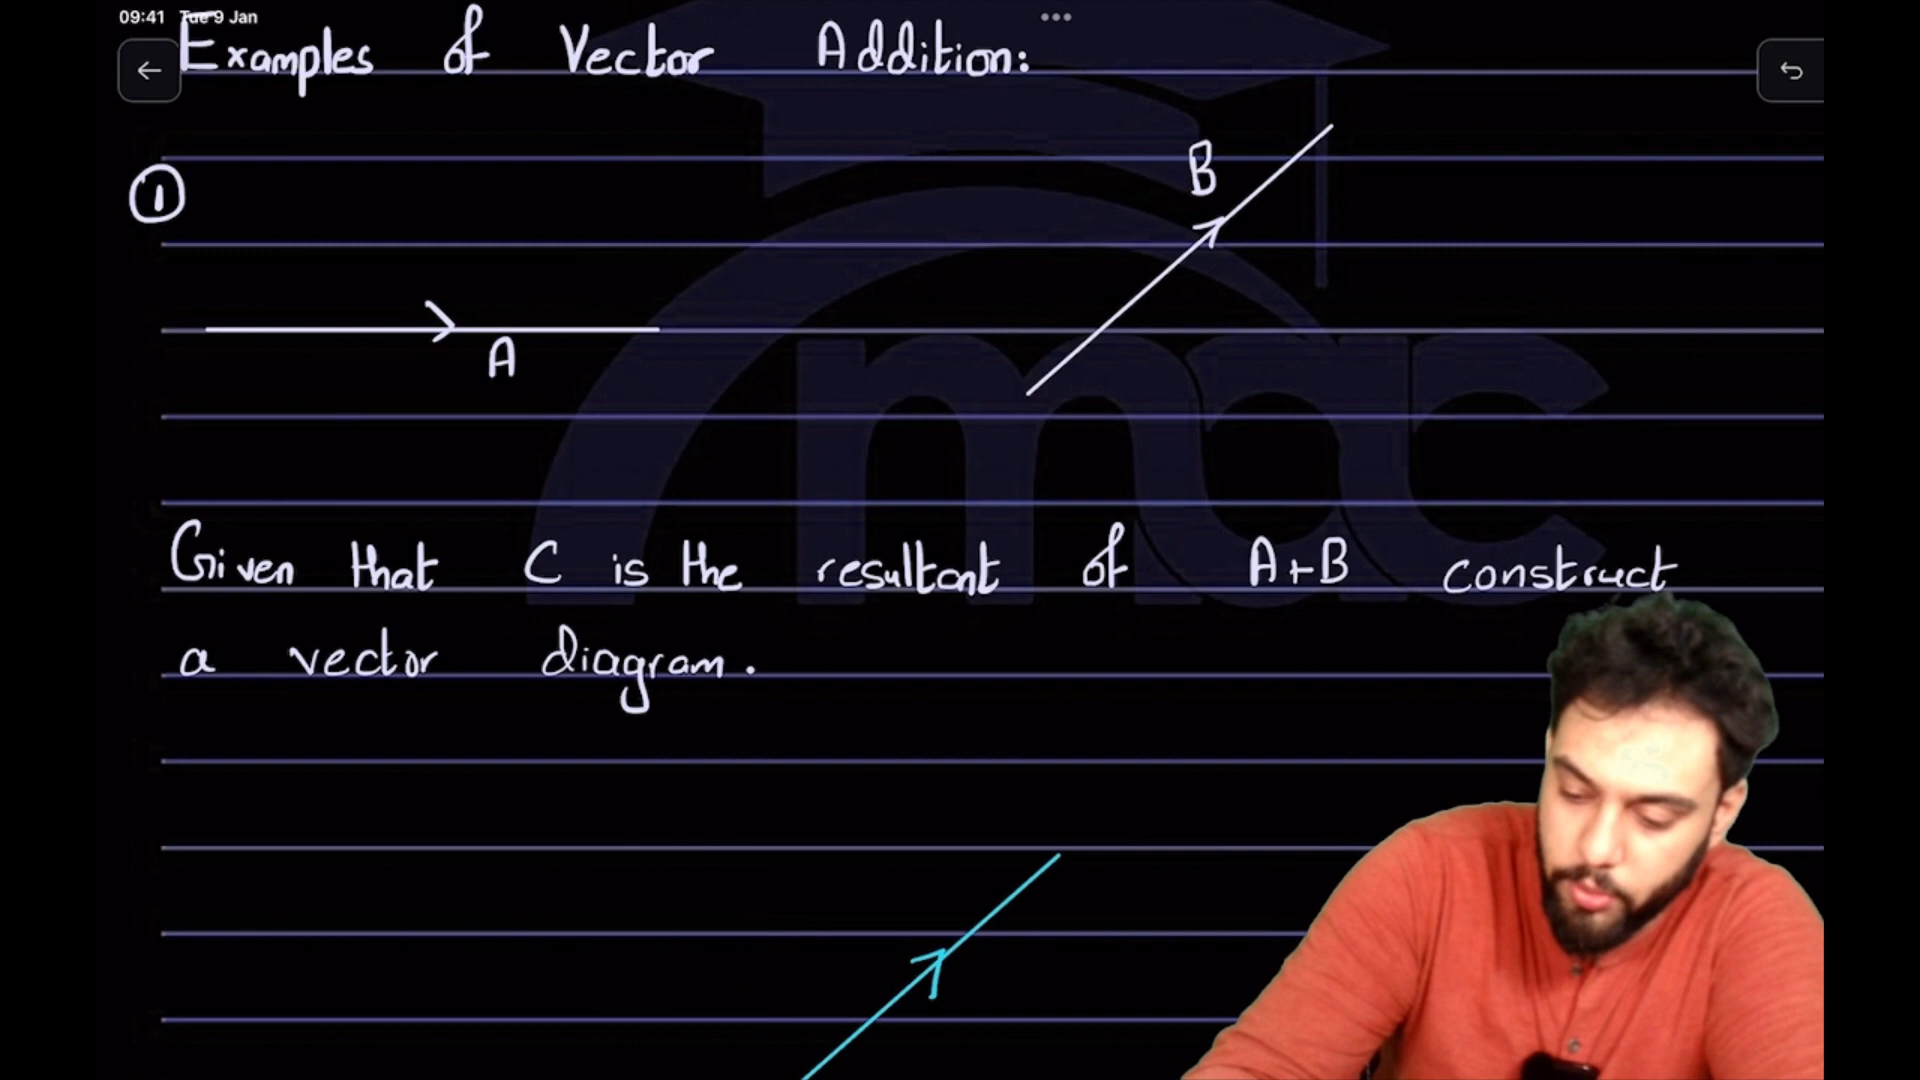 09:41 Tue 9 Jan
Examples of Vector Addition:
1
B
A
mac
Given that C is the resultant of A+B construct
a vector diagram.